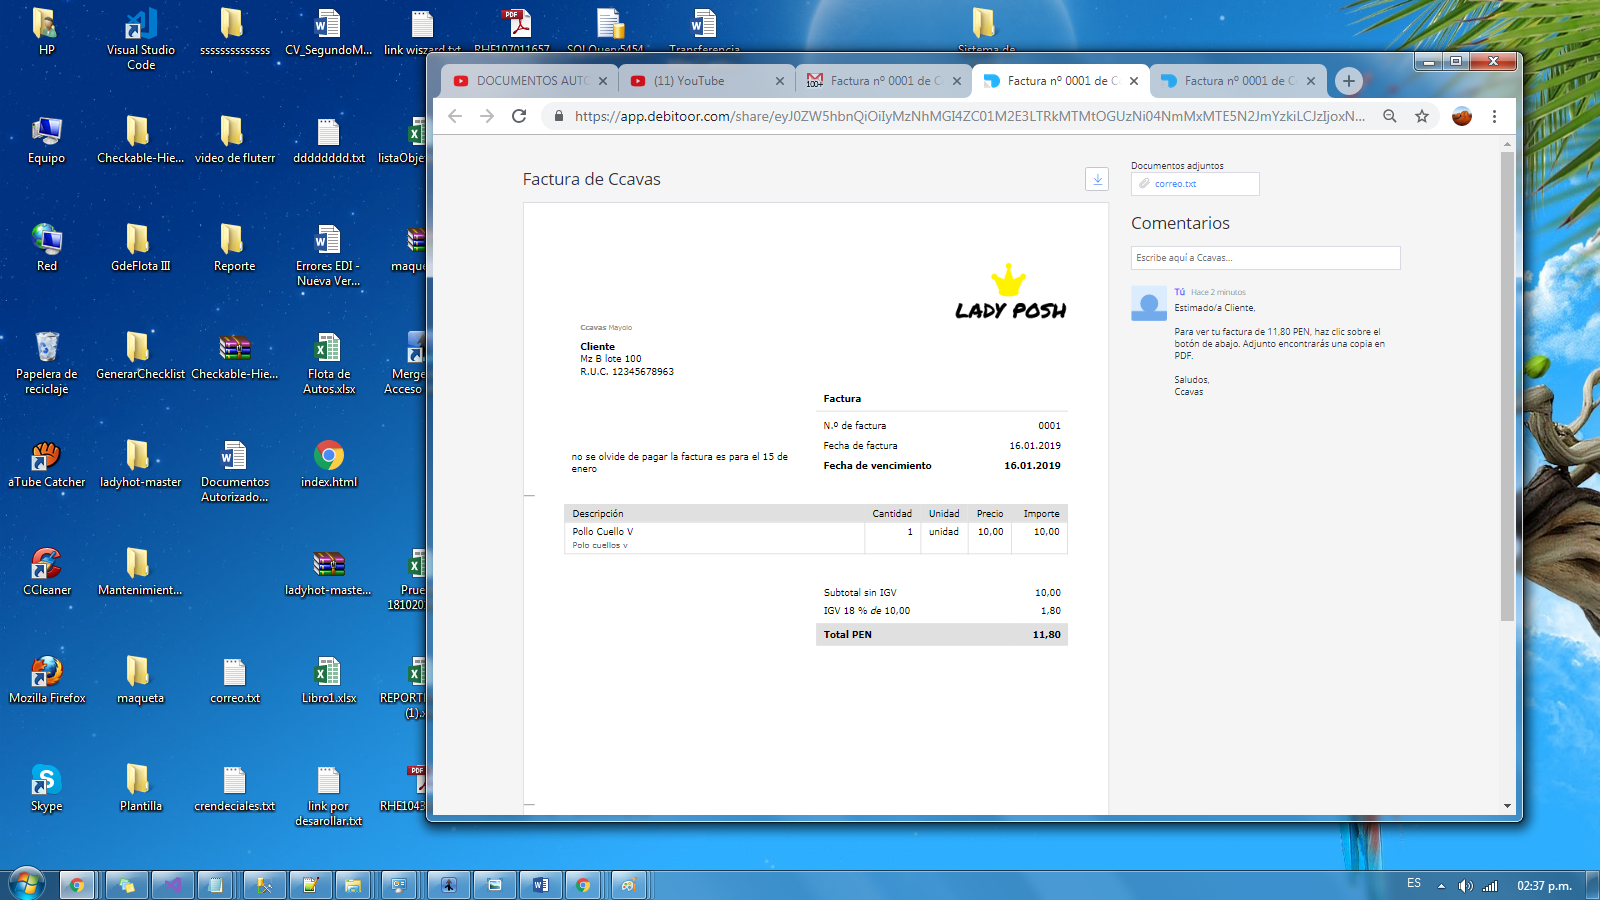 HP
Visual Studio
Code
sssssssssssssss
CV_SegundoM...
link wiszard.txt
RHE107011657
SQLQuery5454
Transferencia
Sistema de
Equipo
Checkable-Hie...
video de fluterr
dddddddd.txt
listaObje
Red
GdeFlota III
Reporte
Errores EDI -
Nueva Ver...
maque
Papelera de
reciclaje
GenerarChecklist
Checkable-Hie...
Flota de
Autos.xlsx
Merge
Acceso
aTube Catcher
ladyhot-master
Documentos
Autorizado...
index.html
CCleaner
Mantenimient...
ladyhot-maste...
Prue
181020
Mozilla Firefox
maqueta
correo.txt
Libro1.xlsx
REPORT
(1).x
Skype
Plantilla
crendeciales.txt
link por
desarollar.txt
RHE1043
DOCUMENTOS AUTO
(11) YouTube
Factura nº 0001 de C
Factura nº 0001 de C
Factura nº 0001 de C
https://app.debitoor.com/share/eyJ0ZW5hbnQiOiIyMzNhMGI4ZC01M2E3LTRkMTMtOGUzNi04NmMxMTE5N2JmYzkiLCJzIjoxN...
Factura de Ccavas
LADY POSH
Ccavas Mayolo
Cliente
Mz B lote 100
R.U.C. 12345678963
Factura
N.º de factura 0001
Fecha de factura 16.01.2019
Fecha de vencimiento 16.01.2019
no se olvide de pagar la factura es para el 15 de
enero
Descripción Cantidad Unidad Precio Importe
Pollo Cuello V 1 unidad 10,00 10,00
Polo cuellos v
Subtotal sin IGV 10,00
IGV 18 % de 10,00 1,80
Total PEN 11,80
Documentos adjuntos
correo.txt
Comentarios
Escribe aquí a Ccavas...
Tú Hace 2 minutos
Estimado/a Cliente,
Para ver tu factura de 11,80 PEN, haz clic sobre el
botón de abajo. Adjunto encontrarás una copia en
PDF.
Saludos,
Ccavas
ES
02:37 p.m.